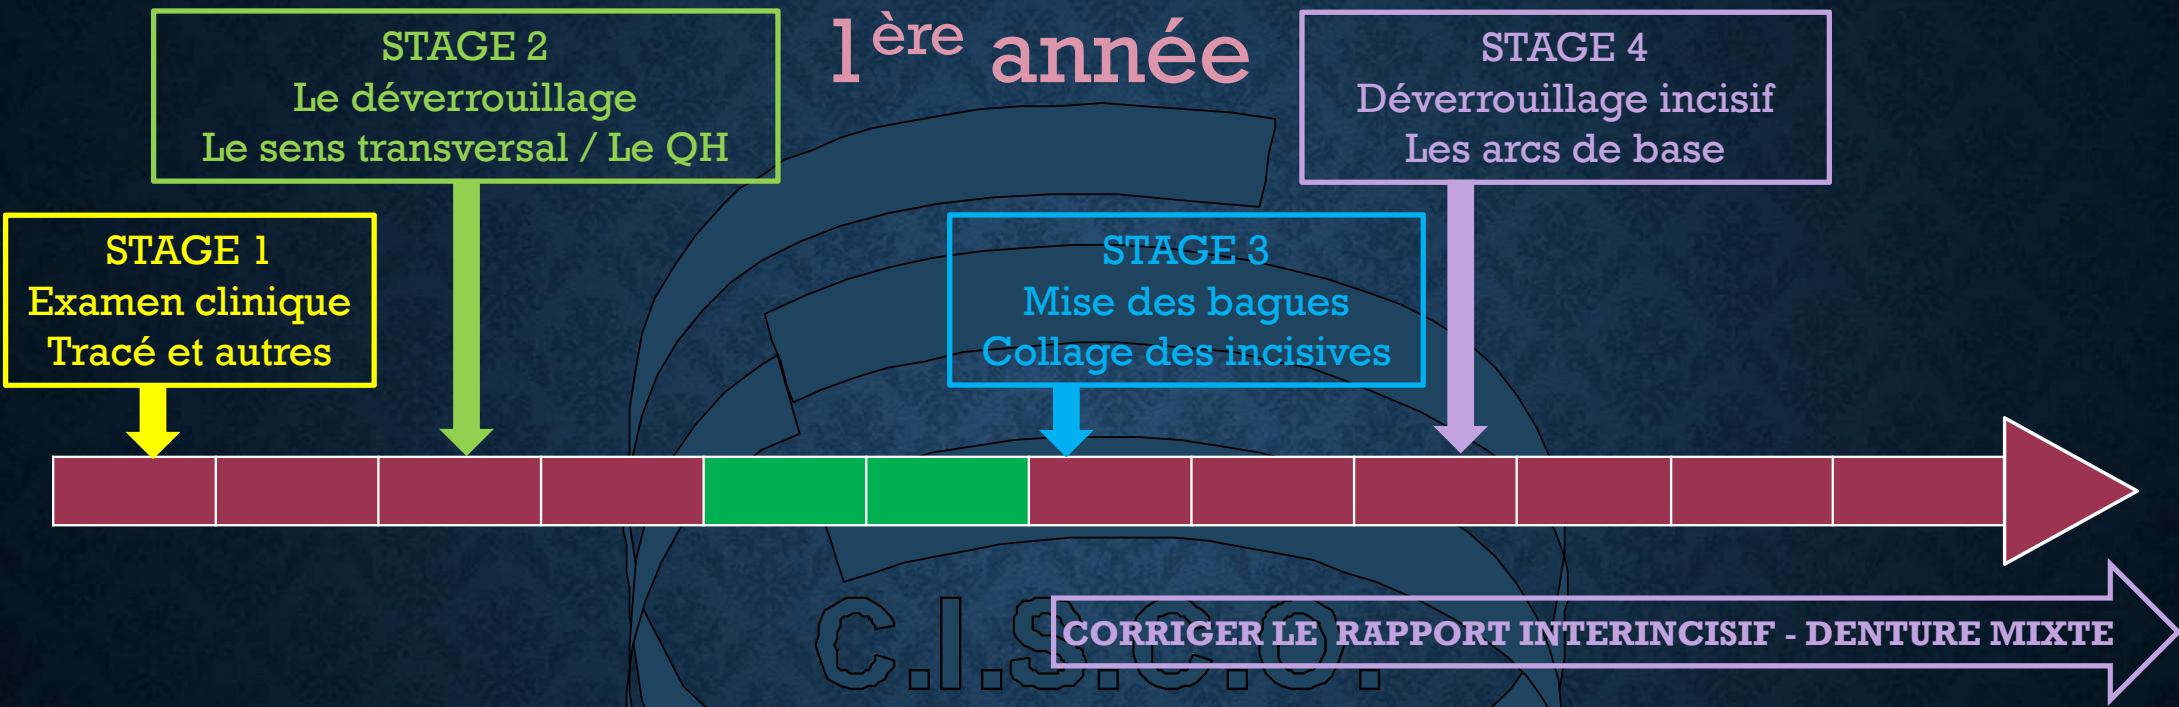 1ère année
STAGE 1
Examen clinique
Tracé et autres
STAGE 2
Le déverrouillage
Le sens transversal / Le QH
STAGE 3
Mise des bagues
Collage des incisives
STAGE 4
Déverrouillage incisif
Les arcs de base
CORRIGER LE RAPPORT INTERINCISIF - DENTURE MIXTE
C.I.S.C.O.